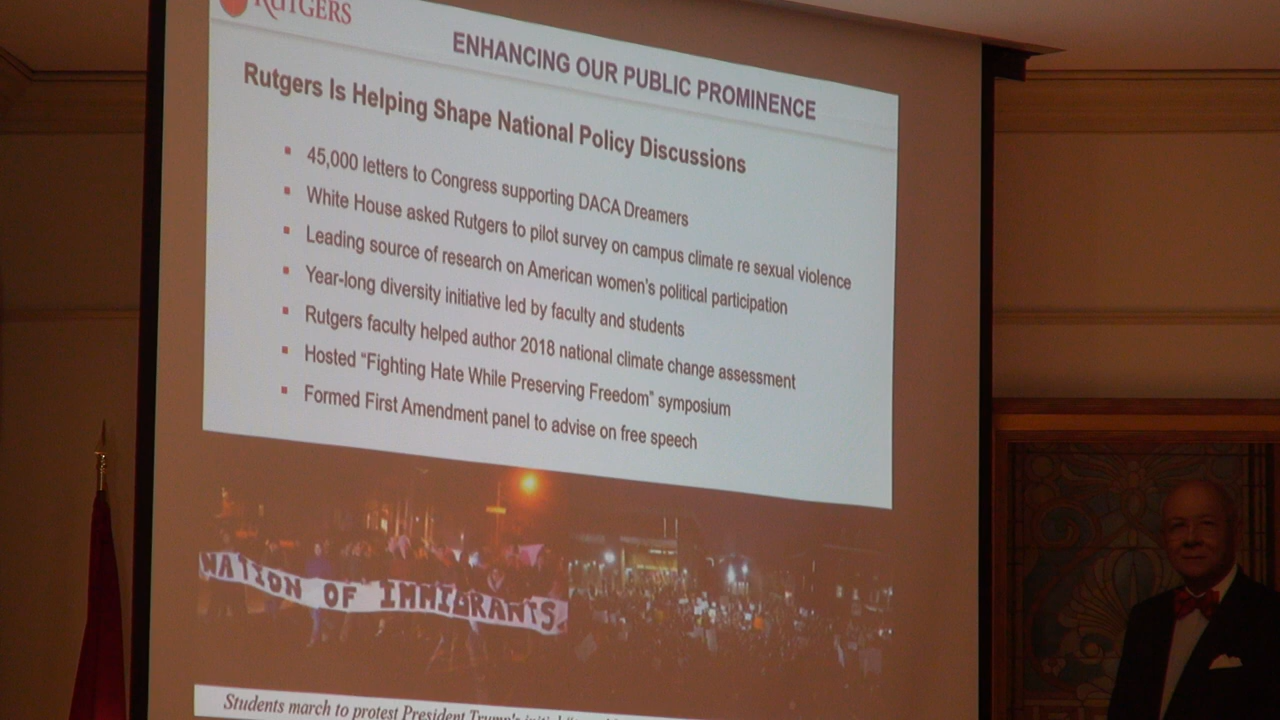 RUTGERS
ENHANCING OUR PUBLIC PROMINENCE
Rutgers Is Helping Shape National Policy Discussions
▪ 45,000 letters to Congress supporting DACA Dreamers
▪ White House asked Rutgers to pilot survey on campus climate re sexual violence
▪ Leading source of research on American women's political participation
▪ Year-long diversity initiative led by faculty and students
▪ Rutgers faculty helped author 2018 national climate change assessment
▪ Hosted “Fighting Hate While Preserving Freedom” symposium
▪ Formed First Amendment panel to advise on free speech
NATION OF IMMIGRANTS
Students march to protest President Trump's